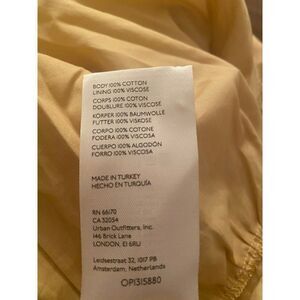 BODY 100% COTTON
LINING 100% VISCOSE
CORPS 100% COTON
DOUBLURE 100% VISCOSE
KÖRPER 100% BAUMWOLLE
FUTTER 100% VISKOSE
CORPO 100% COTONE
FODERA 100% VISCOSA
CUERPO 100% ALGODÓN
FORRO 100% VISCOSA
MADE IN TURKEY
HECHO EN TURQUÍA
RN 66170
CA 32054
Urban Outfitters, Inc.
146 Brick Lane
LONDON, E1 6RU
Leidsestraat 32, 1017 PB
Amsterdam, Netherlands
OP1315880